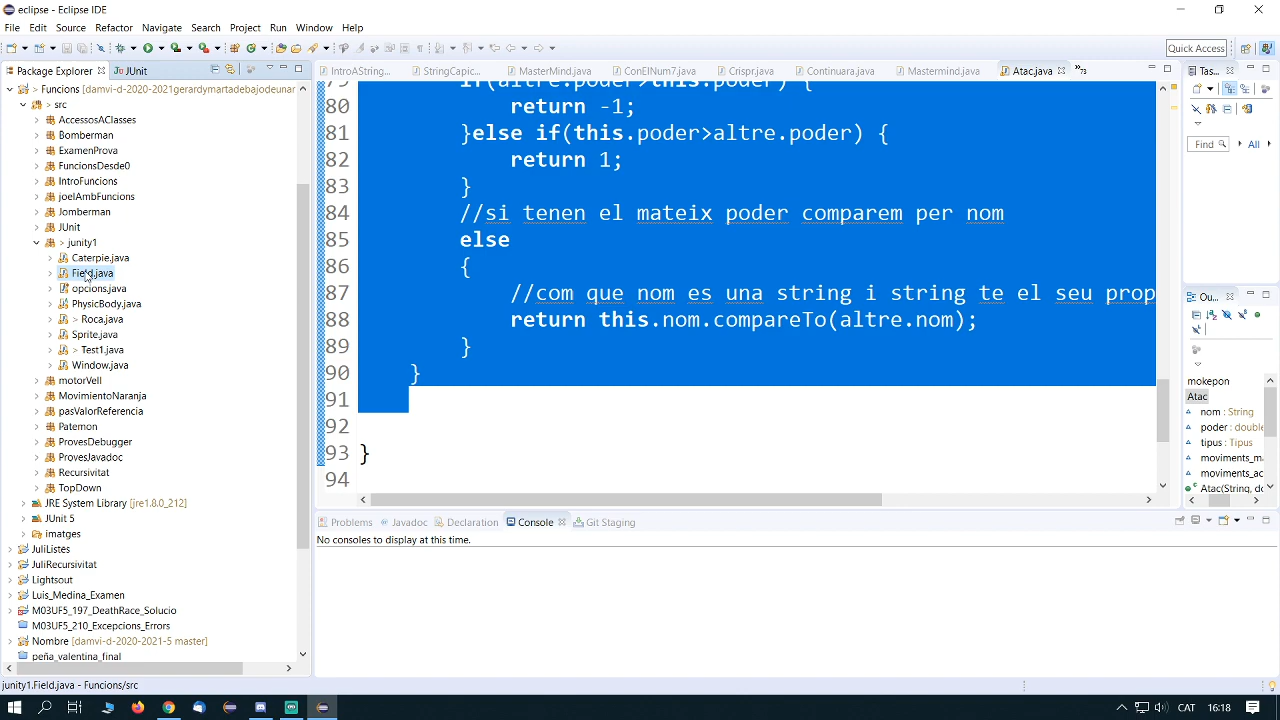 eclipse - Eclipse IDE
File Edit Source Refactor Navigate Search Project Run Window Help
Quick Access
Package Explorer
JUnit
Funcions [damvi-d-2020-2021gerardymartadebajodeunar
> src
AccessosAClasses
Bomberman
ExamenProva
FuncionsDesde0
IntroFuncions
joelAmbFuncions
Jomberman
JUnit
> junity1
Caterpie.java
Field.java
opcions.java
PhysicBody.java
> Roca.java
Sprite.java
> Test1.java
Window.java
motorVell
MovimientoNaranja
pasValorReferencia
Patemon
ProvesDebugger
ProvesJavadoc
Recursivitat
TopDown
JRE System Library [jre1.8.0_212]
JUnit 5
imatges
JuliListes
JuliRecursivitat
Lightsout
Luis_Medina_Examen
M03UF5_197_DeathRace_Solucio
M03UF5_210_Excepcions_Errors
Nombre [damvi-d-2020-2021-5 master]
peña_valentina_final
IntroAString... StringCapic... MasterMind.java ConEINum7.java Crispr.java Continuara.java Mastermind.java Atac.java »73
79 if(altre.poder>this.poder) {
80 return -1;
81 }else if(this.poder>altre.poder) {
82 return 1;
83 }
84 //si tenen el mateix poder comparem per nom
85 else
86 {
87 //com que nom es una string i string te el seu prop
88 return this.nom.compareTo(altre.nom);
89 }
90 }
91
92
93 }
94
Problems Javadoc Declaration Console Git Staging
No consoles to display at this time.
Tas...
Find All
Ou...
mokepon
Atac
nom : String
poder : double
tipus : Tipus
moviments_m
moviments_ac
Atac(String, do
junity1.Field.java - Funcions/src
CAT 16:18